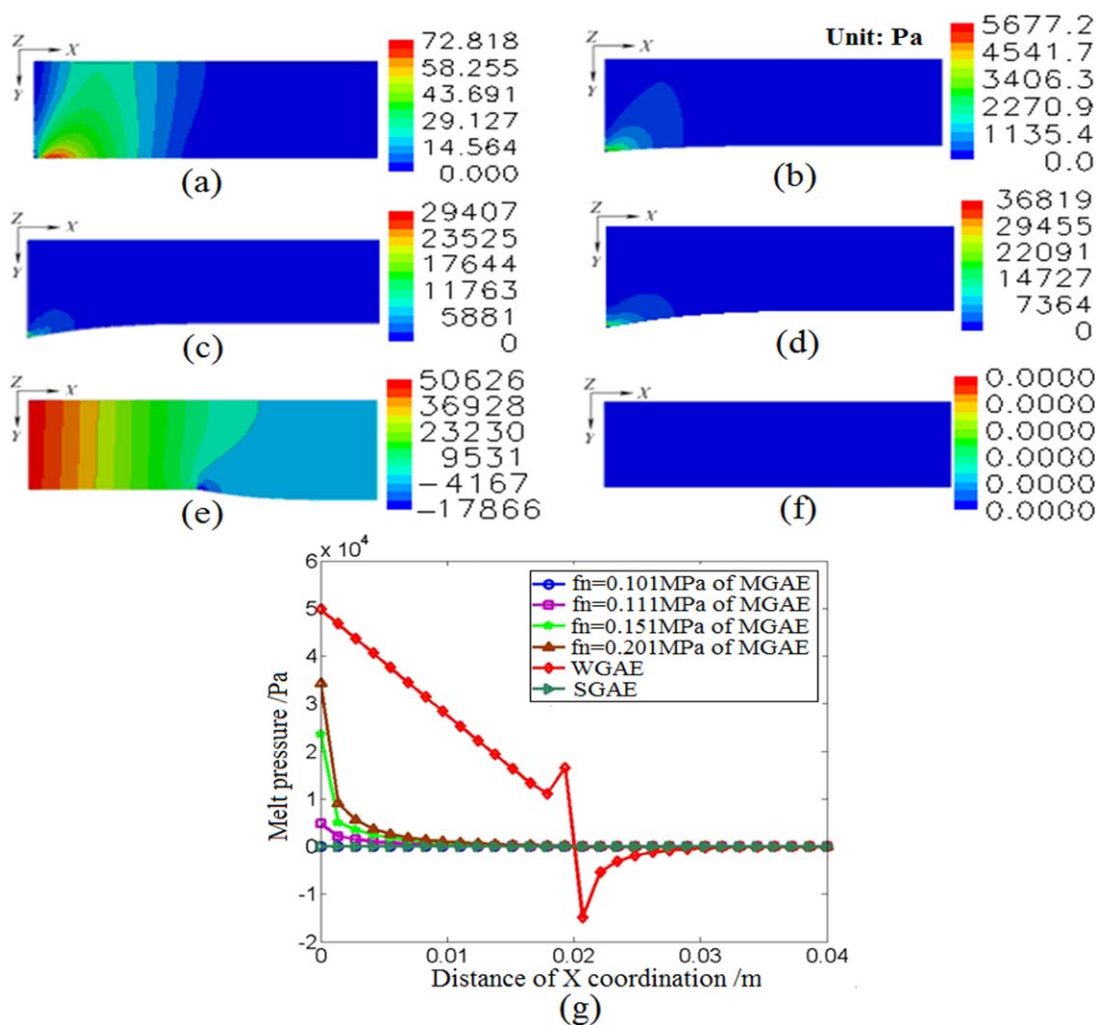 Z X Y
72.818
58.255
43.691
29.127
14.564
0.000
(a)
Unit: Pa
Z X Y
5677.2
4541.7
3406.3
2270.9
1135.4
0.0
(b)
Z X Y
29407
23525
17644
11763
5881
0
(c)
Z X Y
36819
29455
22091
14727
7364
0
(d)
Z X Y
50626
36928
23230
9531
-4167
-17866
(e)
Z X Y
0.0000
0.0000
0.0000
0.0000
0.0000
0.0000
(f)
x 10^4
6
5
4
3
2
1
0
-1
-2
Melt pressure /Pa
fn=0.101MPa of MGAE
fn=0.111MPa of MGAE
fn=0.151MPa of MGAE
fn=0.201MPa of MGAE
WGAE
SGAE
0 0.01 0.02 0.03 0.04
Distance of X coordination /m
(g)